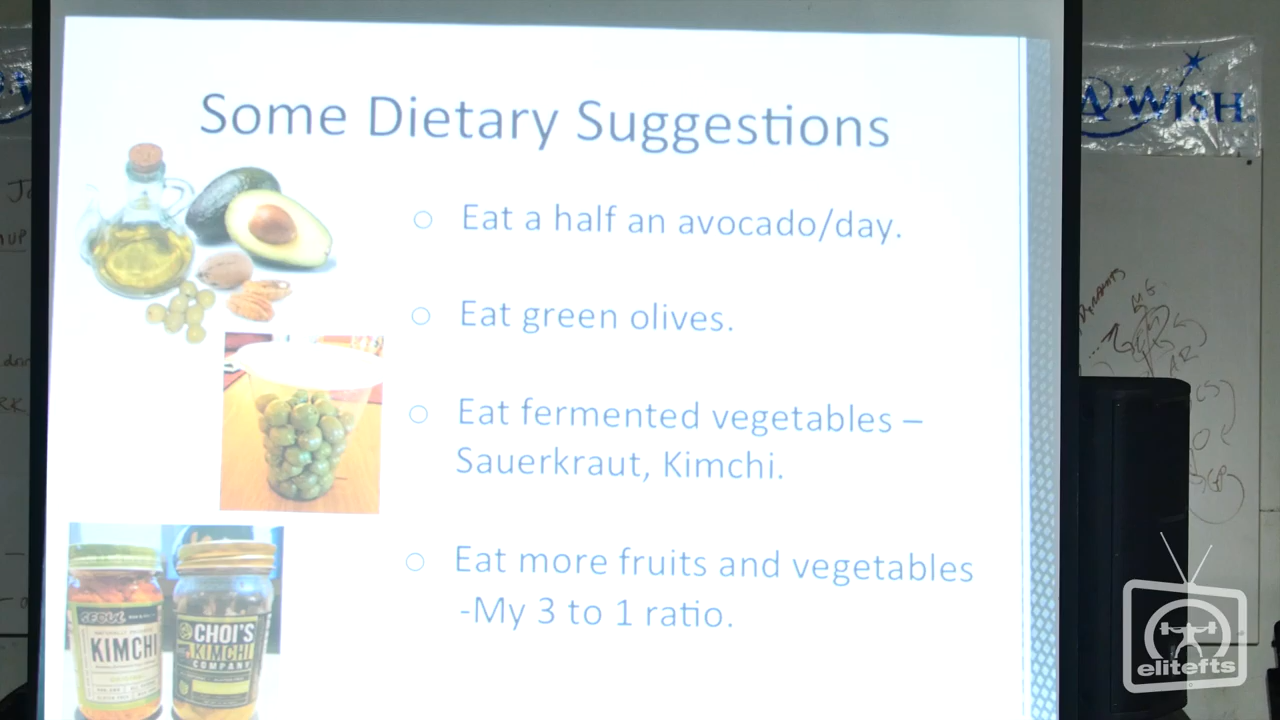 Some Dietary Suggestions
Eat a half an avocado/day.
Eat green olives.
Eat fermented vegetables –
Sauerkraut, Kimchi.
Eat more fruits and vegetables
-My 3 to 1 ratio.
SEOUL
KIMCHI
CHOI'S
KIMCHI
COMPANY
A-WISH
elitefts